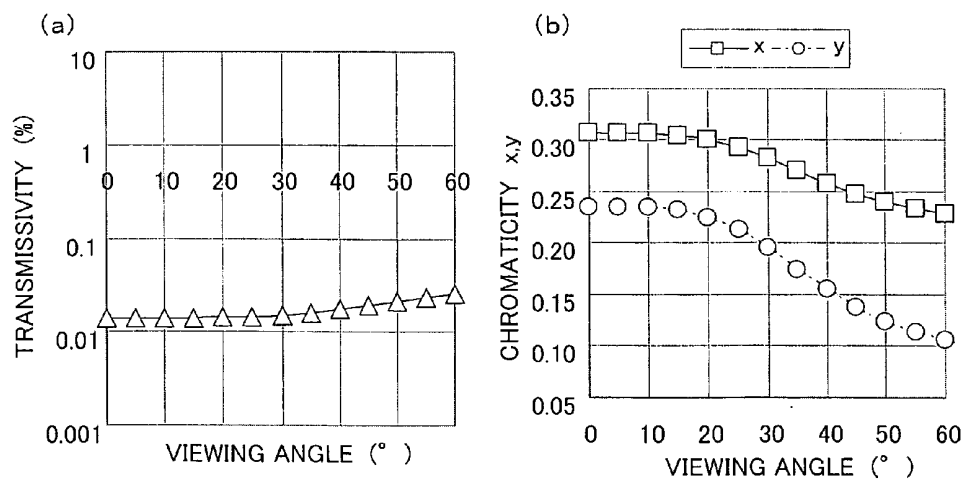 (a)
10
1
0.1
0.01
0.001
0 10 20 30 40 50 60
TRANSMISSIVITY (%)
VIEWING ANGLE (° )
(b)
x y
0.35
0.30
0.25
0.20
0.15
0.10
0.05
0 10 20 30 40 50 60
CHROMATICITY x,y
VIEWING ANGLE (° )